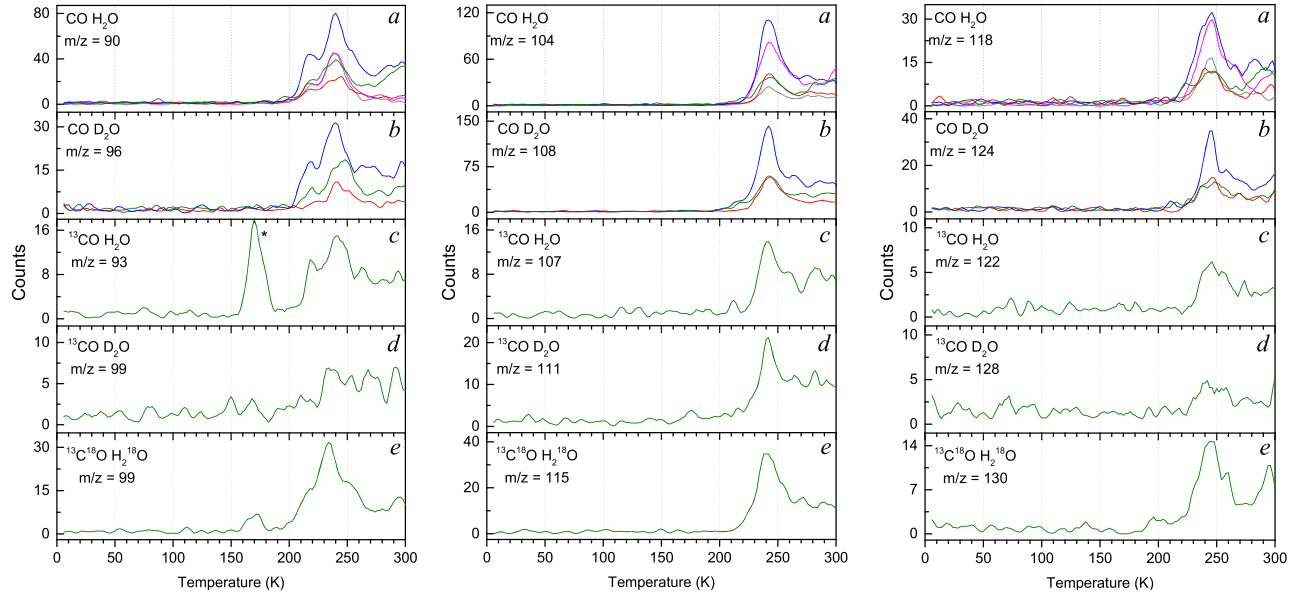 CO H₂O a
m/z = 90
80
40
0
CO D₂O b
m/z = 96
30
15
0
¹³CO H₂O * c
m/z = 93
16
8
0
¹³CO D₂O d
m/z = 99
10
5
0
¹³C¹⁸O H₂¹⁸O e
m/z = 99
30
15
0
0 50 100 150 200 250 300
Temperature (K)
Counts
CO H₂O a
m/z = 104
120
60
0
CO D₂O b
m/z = 108
150
75
0
¹³CO H₂O c
m/z = 107
16
8
0
¹³CO D₂O d
m/z = 111
20
10
0
¹³C¹⁸O H₂¹⁸O e
m/z = 115
40
20
0
0 50 100 150 200 250 300
Temperature (K)
Counts
CO H₂O a
m/z = 118
30
15
0
CO D₂O b
m/z = 124
40
20
0
¹³CO H₂O c
m/z = 122
10
5
0
¹³CO D₂O d
m/z = 128
10
5
0
¹³C¹⁸O H₂¹⁸O e
m/z = 130
14
7
0
0 50 100 150 200 250 300
Temperature (K)
Counts